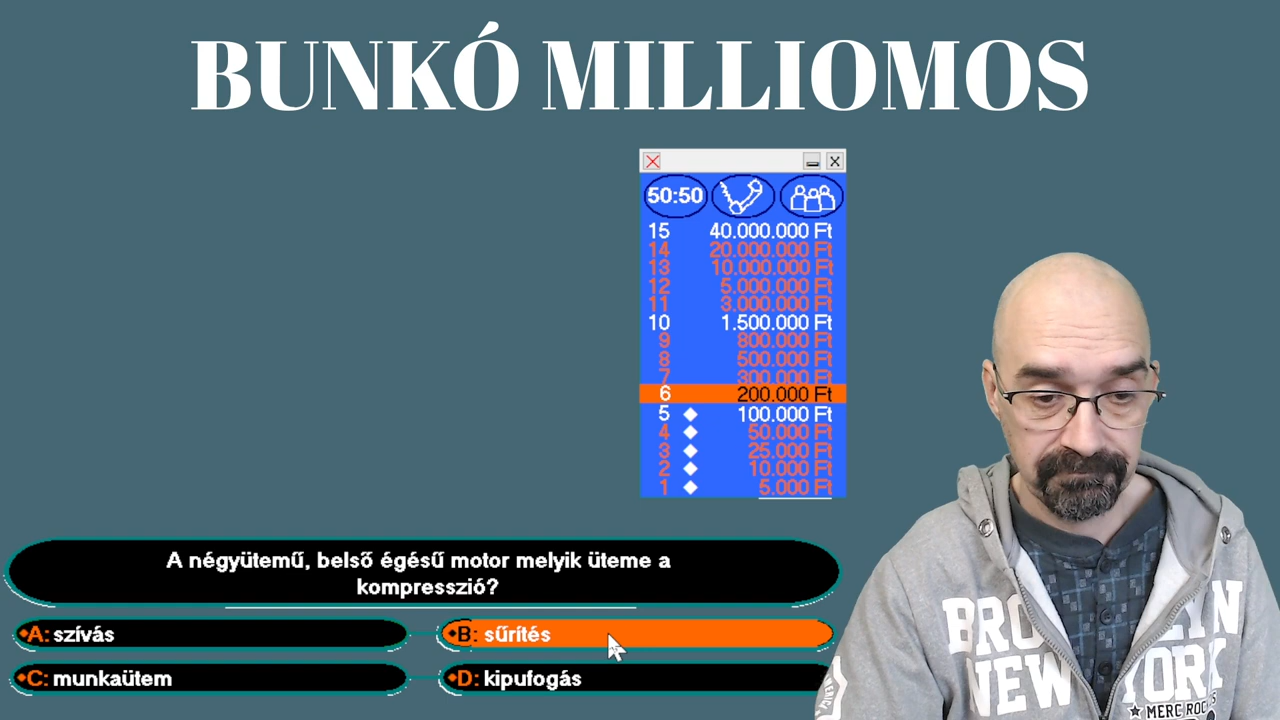 BUNKÓ MILLIOMOS
50:50
15 40.000.000 Ft
14 20.000.000 Ft
13 10.000.000 Ft
12 5.000.000 Ft
11 3.000.000 Ft
10 1.500.000 Ft
9 800.000 Ft
8 500.000 Ft
7 300.000 Ft
6 200.000 Ft
5 100.000 Ft
4 50.000 Ft
3 25.000 Ft
2 10.000 Ft
1 5.000 Ft
A négyütemű, belső égésű motor melyik üteme a
kompresszió?
A: szívás
B: sűrítés
C: munkaütem
D: kipufogás
NEW YORK
MERC